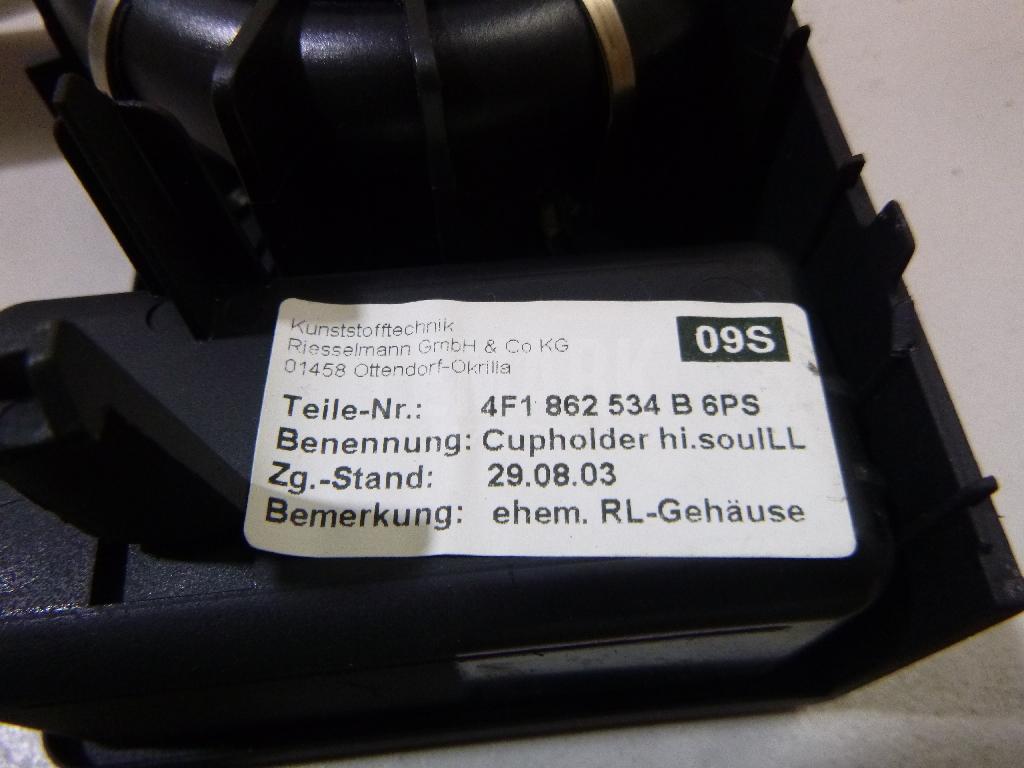 Kunststofftechnik
Riesselmann GmbH & Co KG
01458 Ottendorf-Okrilla
09S
Teile-Nr.: 4F1 862 534 B 6PS
Benennung: Cupholder hi.soulLL
Zg.-Stand: 29.08.03
Bemerkung: ehem. RL-Gehäuse